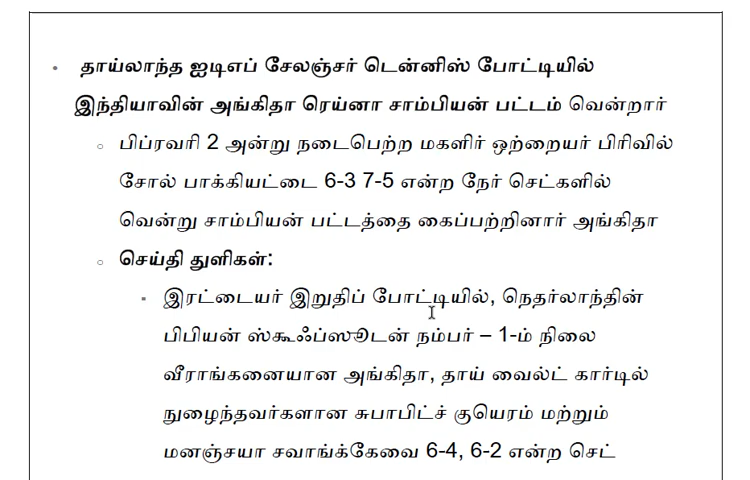 • தாய்லாந்த ஐடிஎப் சேலஞ்சர் டென்னிஸ் போட்டியில்
இந்தியாவின் அங்கிதா ரெய்னா சாம்பியன் பட்டம் வென்றார்
○ பிப்ரவரி 2 அன்று நடைபெற்ற மகளிர் ஒற்றையர் பிரிவில்
சோல் பாக்கியட்டை 6-3 7-5 என்ற நேர் செட்களில்
வென்று சாம்பியன் பட்டத்தை கைப்பற்றினார் அங்கிதா
○ செய்தி துளிகள்:
▪ இரட்டையர் இறுதிப் போட்டியில், நெதர்லாந்தின்
பிபியன் ஸ்கூஃப்ஸூடன் நம்பர் – 1-ம் நிலை
வீராங்கனையான அங்கிதா, தாய் வைல்ட் கார்டில்
நுழைந்தவர்களான சுபாபிட்ச் குயெரம் மற்றும்
மனஞ்சயா சவாங்க்கேவை 6-4, 6-2 என்ற செட்